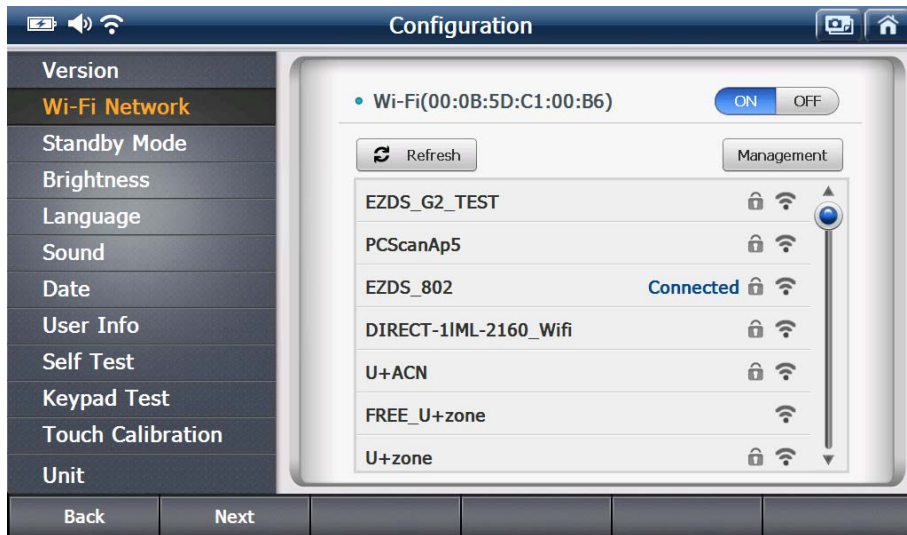 Configuration
Version
Wi-Fi Network
Standby Mode
Brightness
Language
Sound
Date
User Info
Self Test
Keypad Test
Touch Calibration
Unit
Wi-Fi(00:0B:5D:C1:00:B6)
ON OFF
Refresh
Management
EZDS_G2_TEST
PCScanAp5
EZDS_802 Connected
DIRECT-1lML-2160_Wifi
U+ACN
FREE_U+zone
U+zone
Back Next